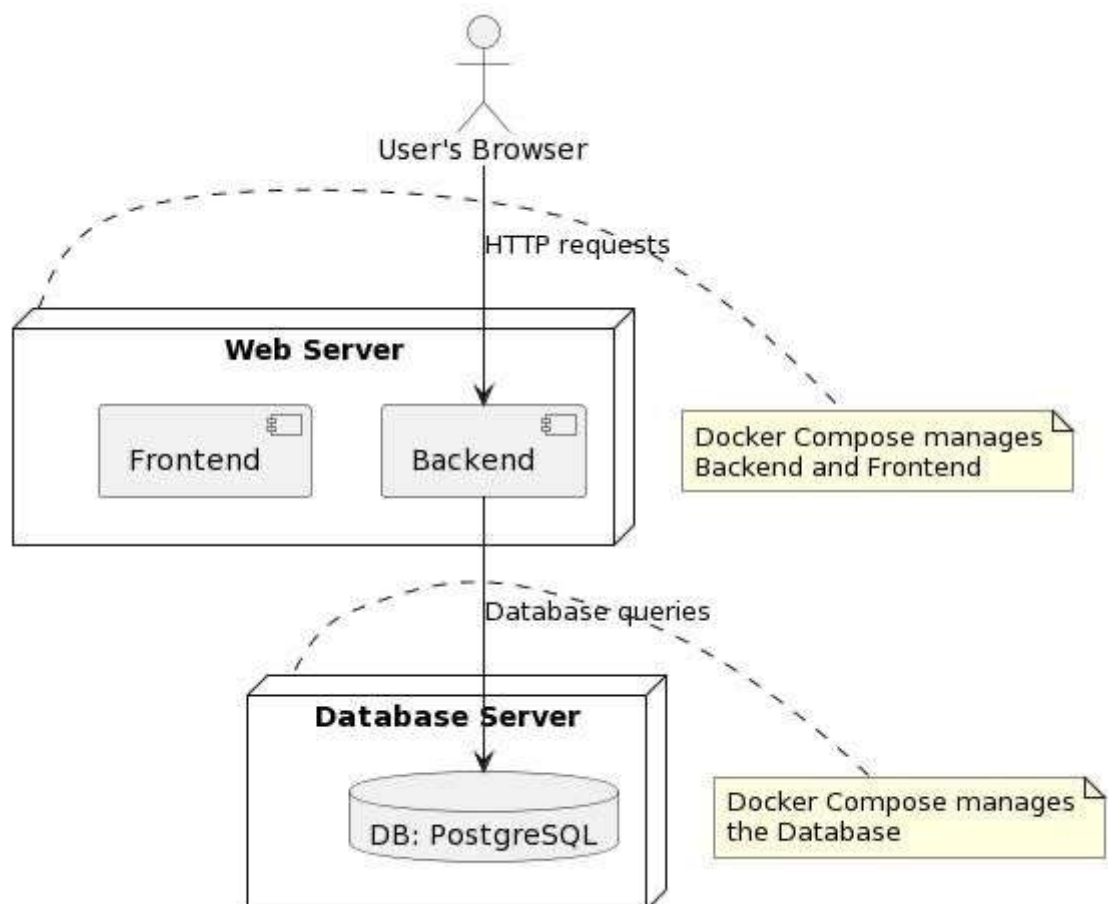 User's Browser
HTTP requests
Web Server
Frontend
Backend
Docker Compose manages
Backend and Frontend
Database queries
Database Server
DB: PostgreSQL
Docker Compose manages
the Database